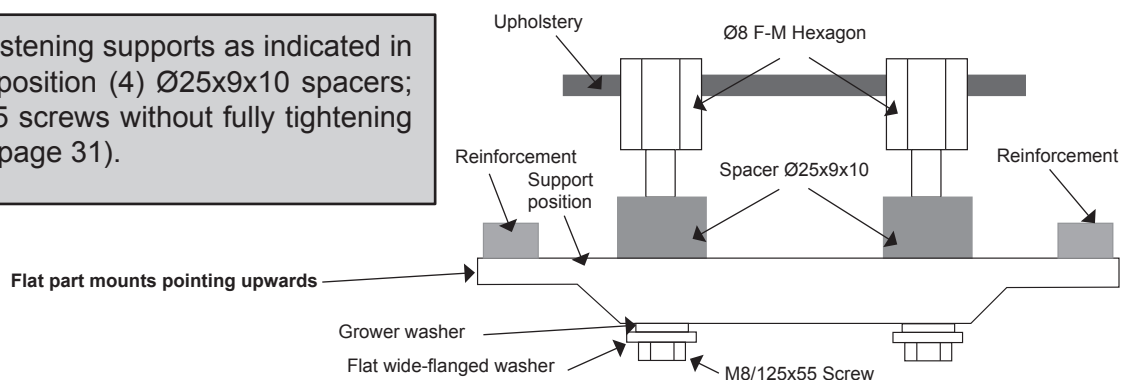 stening supports as indicated in
position (4) Ø25x9x10 spacers;
5 screws without fully tightening
page 31).
Upholstery
Ø8 F-M Hexagon
Reinforcement
Support
position
Spacer Ø25x9x10
Reinforcement
Flat part mounts pointing upwards
Grower washer
Flat wide-flanged washer
M8/125x55 Screw